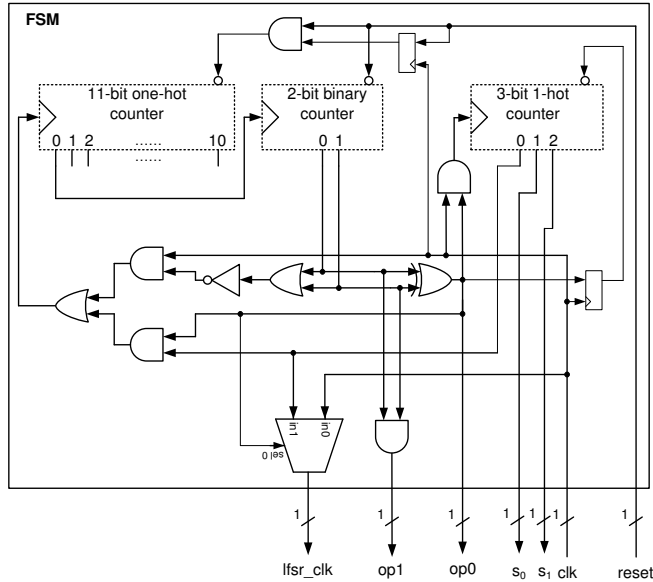 FSM
11-bit one-hot
counter
0 1 2 ...... 10
......
2-bit binary
counter
0 1
3-bit 1-hot
counter
0 1 2
in1 in0
sel 0
1 1 1 1 1 1 1
lfsr_clk op1 op0 s0 s1 clk reset